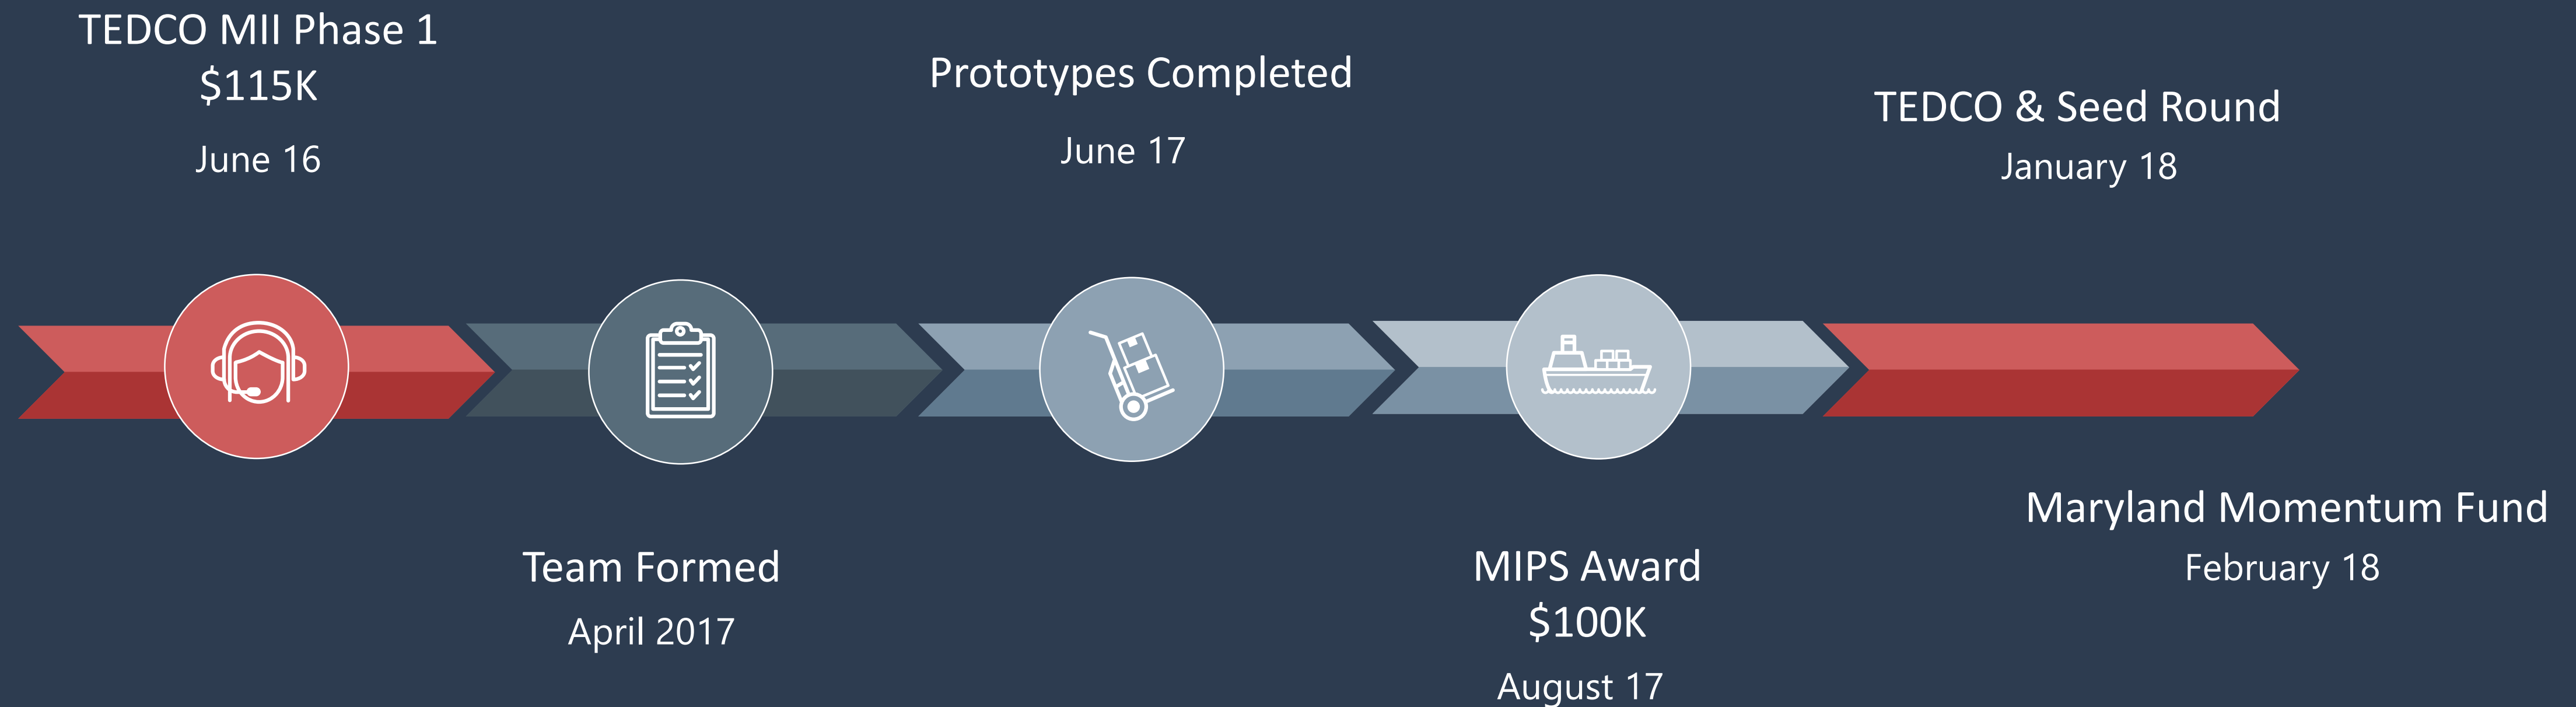 TEDCO MII Phase 1
$115K
June 16
Team Formed
April 2017
Prototypes Completed
June 17
MIPS Award
$100K
August 17
TEDCO & Seed Round
January 18
Maryland Momentum Fund
February 18